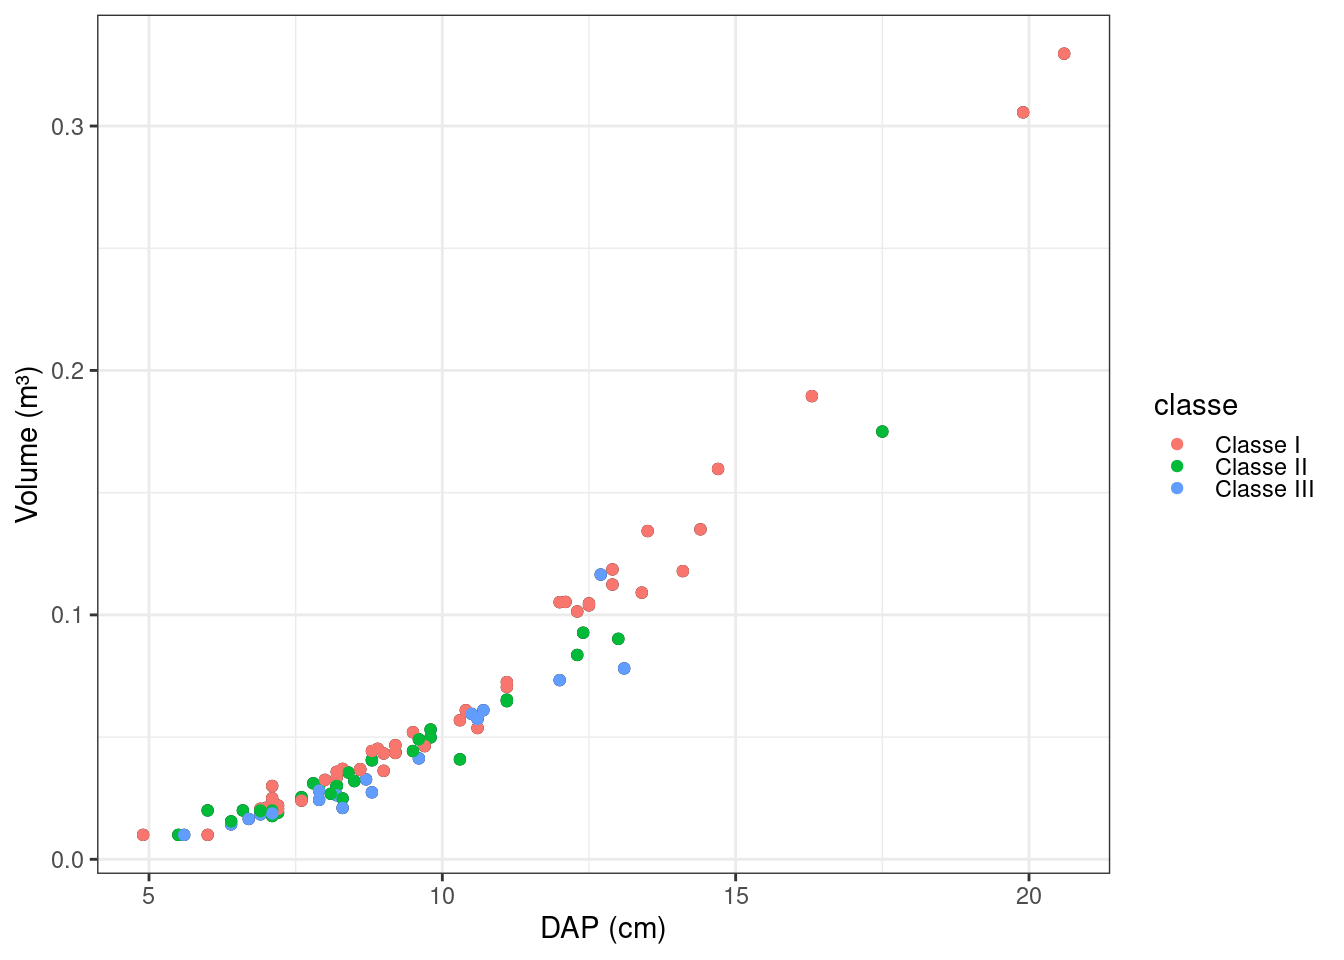 0.3
0.2
0.1
0.0
Volume (m³)
5
10
15
20
DAP (cm)
classe
Classe I
Classe II
Classe III